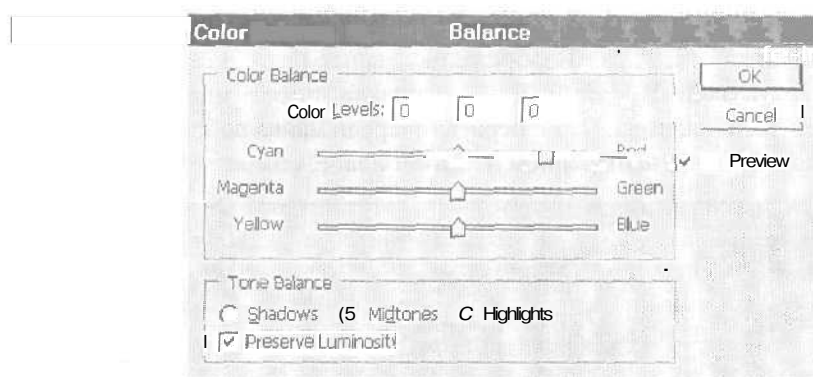 Color Balance
Color Balance
OK
Color Levels: 0 0 0
Cancel
Cyan Red
Preview
Magenta Green
Yellow Blue
Tone Balance
Shadows (5 Midtones C Highlights
Preserve Luminosity